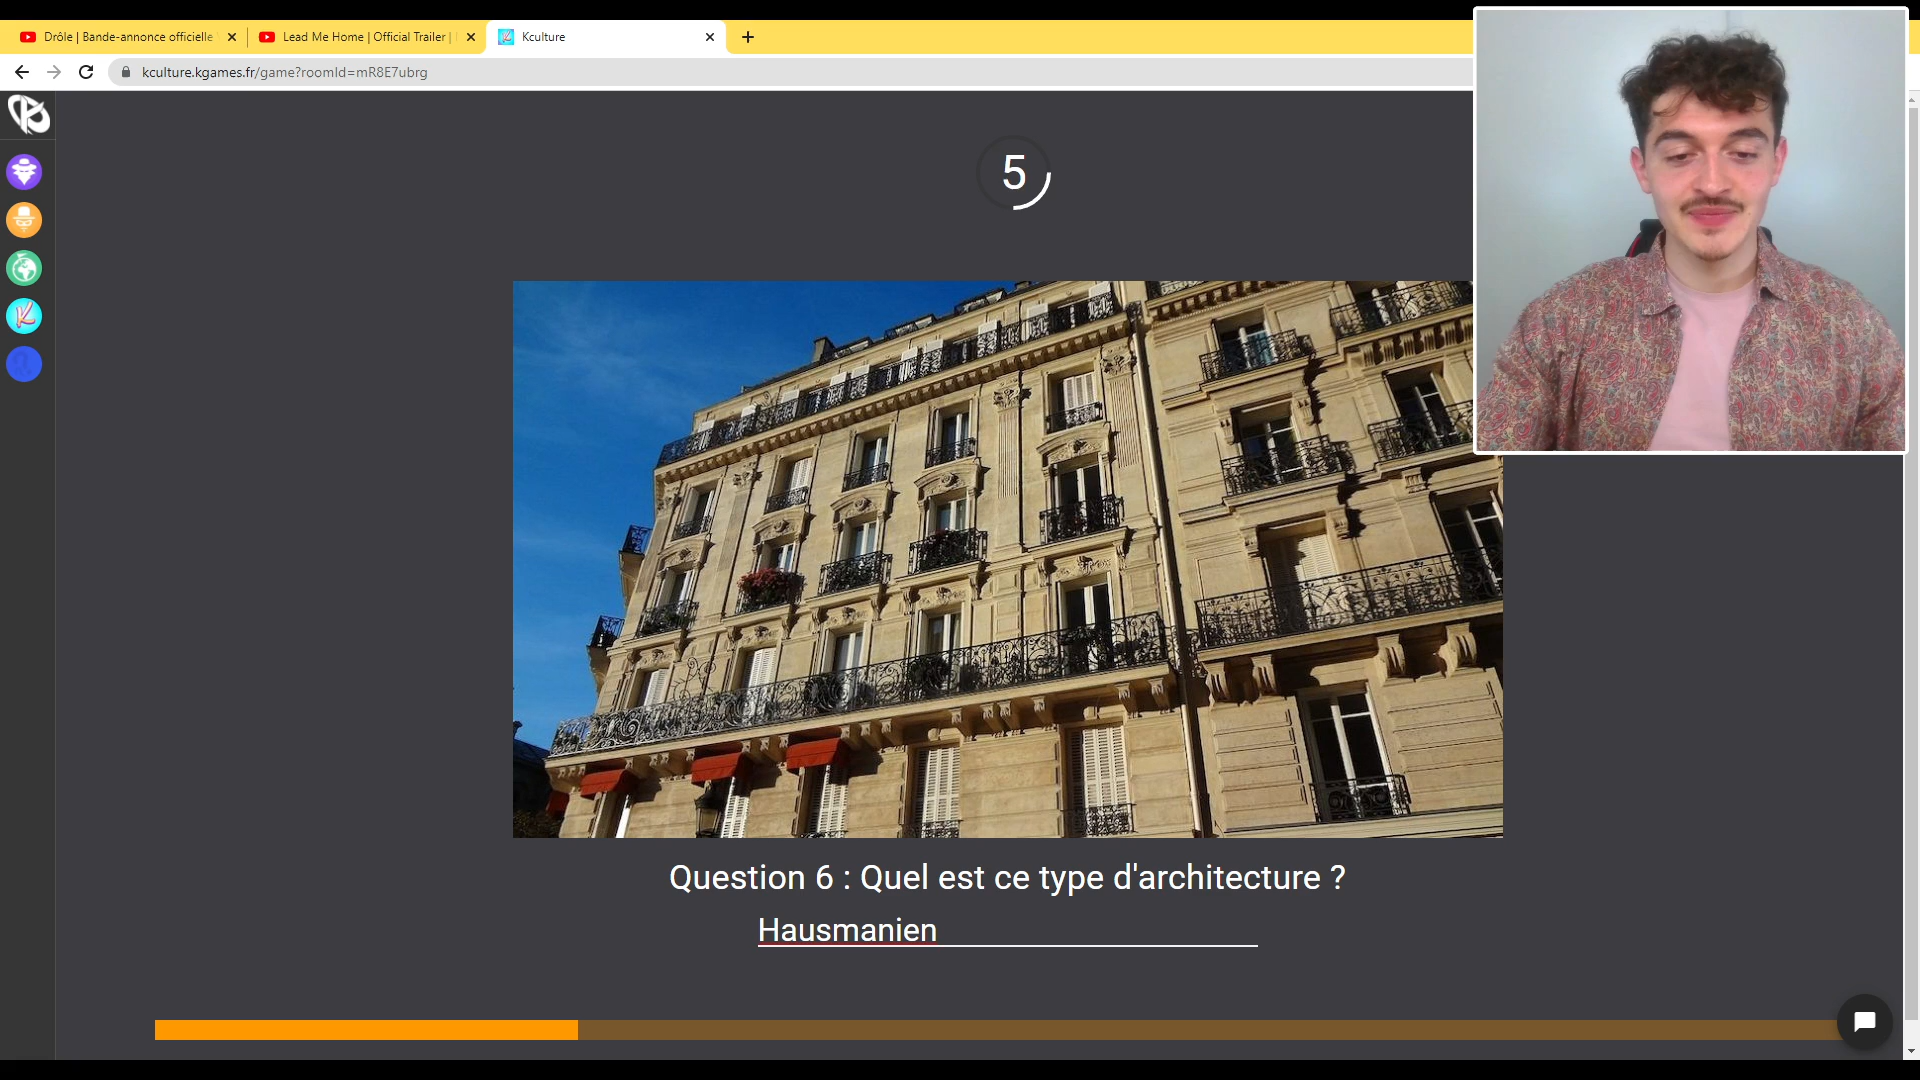 Drôle | Bande-annonce officielle
Lead Me Home | Official Trailer |
Kculture
kculture.kgames.fr/game?roomId=mR8E7ubrg
5
Question 6 : Quel est ce type d'architecture ?
Hausmanien